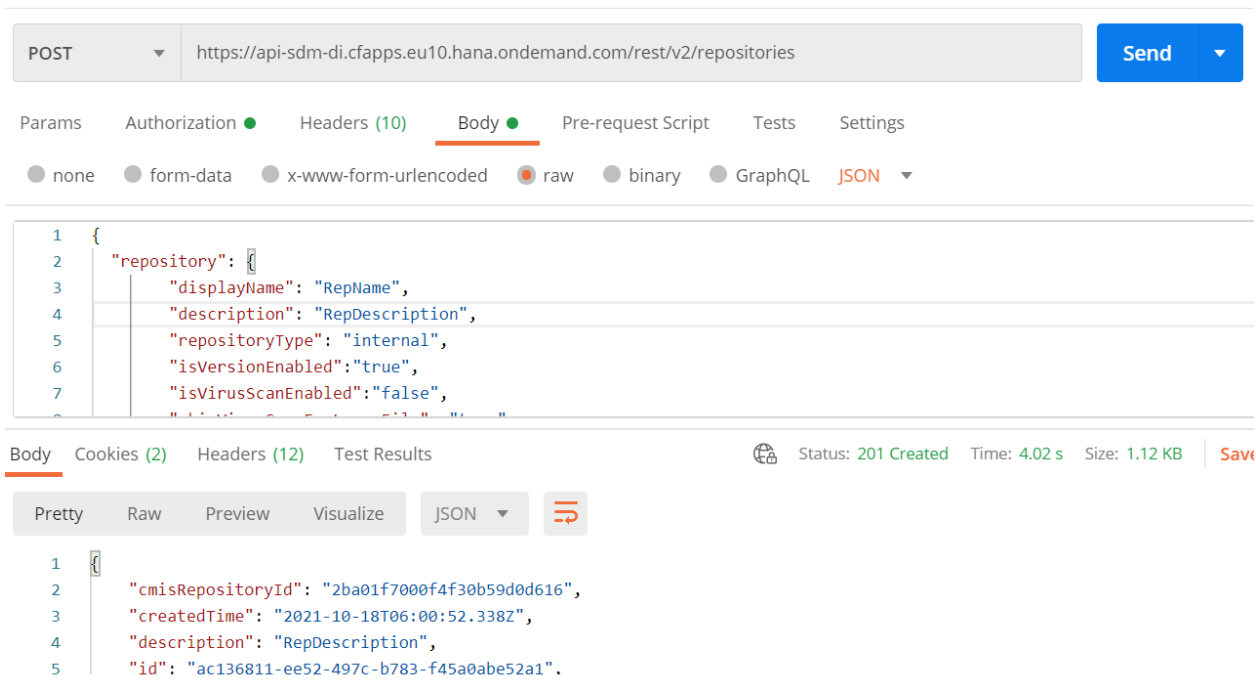 POST https://api-sdm-di.cfapps.eu10.hana.ondemand.com/rest/v2/repositories Send
Params Authorization Headers (10) Body Pre-request Script Tests Settings
none form-data x-www-form-urlencoded raw binary GraphQL JSON
1 {
2 "repository": {
3 "displayName": "RepName",
4 "description": "RepDescription",
5 "repositoryType": "internal",
6 "isVersionEnabled":"true",
7 "isVirusScanEnabled":"false",
Body Cookies (2) Headers (12) Test Results Status: 201 Created Time: 4.02 s Size: 1.12 KB Save
Pretty Raw Preview Visualize JSON
1 {
2 "cmisRepositoryId": "2ba01f7000f4f30b59d0d616",
3 "createdTime": "2021-10-18T06:00:52.338Z",
4 "description": "RepDescription",
5 "id": "ac136811-ee52-497c-b783-f45a0abe52a1",